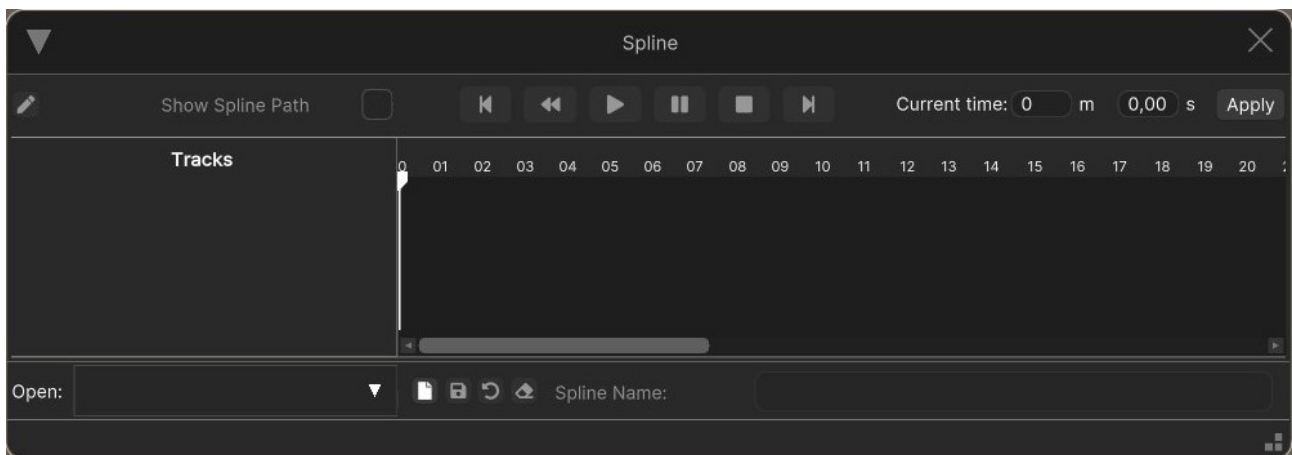 Spline
Show Spline Path Current time: 0 m 0,00 s Apply
Tracks
0 01 02 03 04 05 06 07 08 09 10 11 12 13 14 15 16 17 18 19 20
Open: Spline Name: